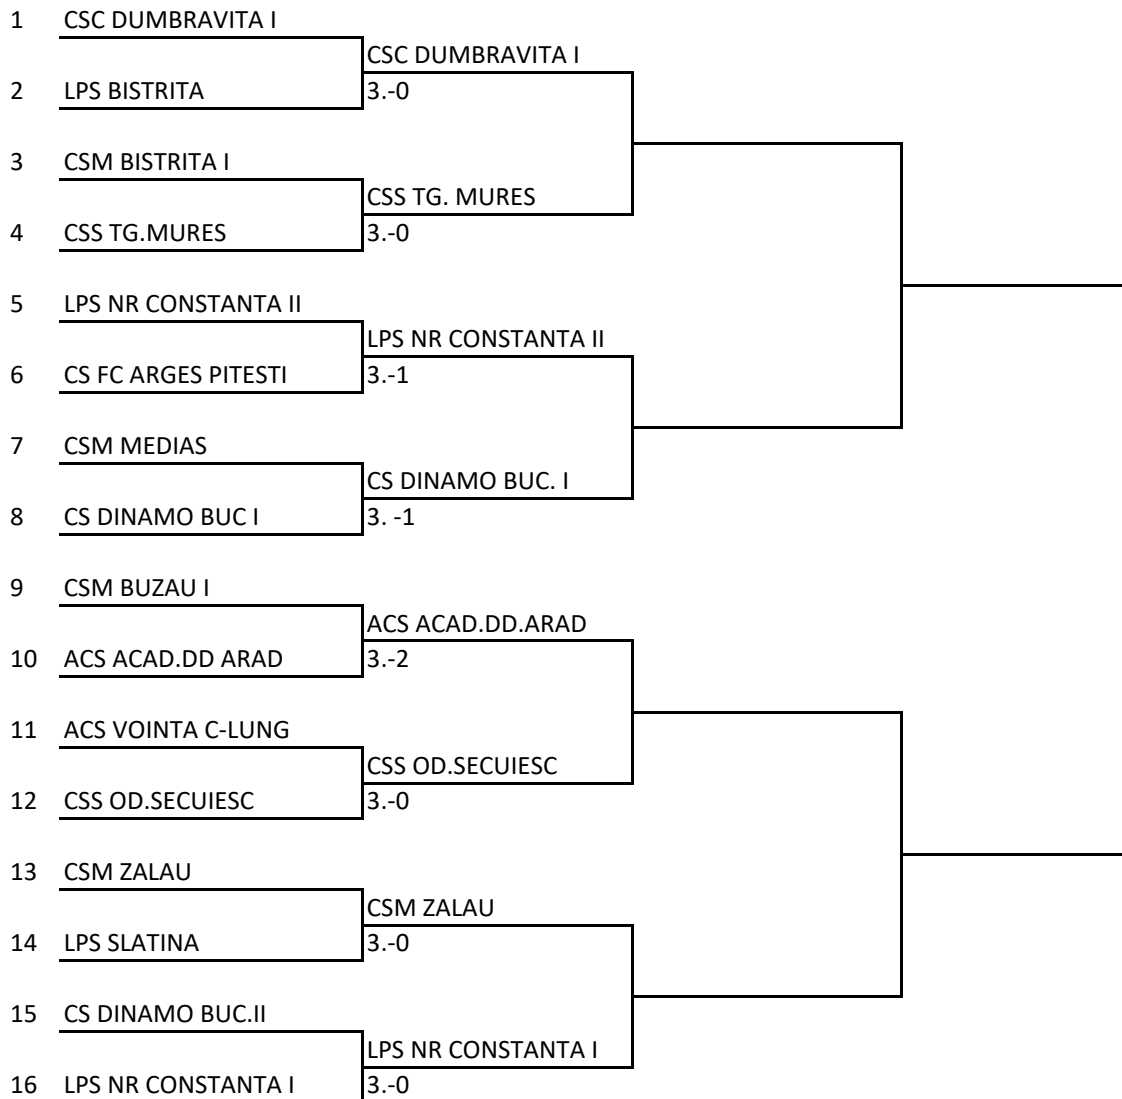 1 CSC DUMBRAVITA I
CSC DUMBRAVITA I
2 LPS BISTRITA 3.-0
3 CSM BISTRITA I
CSS TG. MURES
4 CSS TG.MURES 3.-0
5 LPS NR CONSTANTA II
LPS NR CONSTANTA II
6 CS FC ARGES PITESTI 3.-1
7 CSM MEDIAS
CS DINAMO BUC. I
8 CS DINAMO BUC I 3. -1
9 CSM BUZAU I
ACS ACAD.DD.ARAD
10 ACS ACAD.DD ARAD 3.-2
11 ACS VOINTA C-LUNG
CSS OD.SECUIESC
12 CSS OD.SECUIESC 3.-0
13 CSM ZALAU
CSM ZALAU
14 LPS SLATINA 3.-0
15 CS DINAMO BUC.II
LPS NR CONSTANTA I
16 LPS NR CONSTANTA I 3.-0